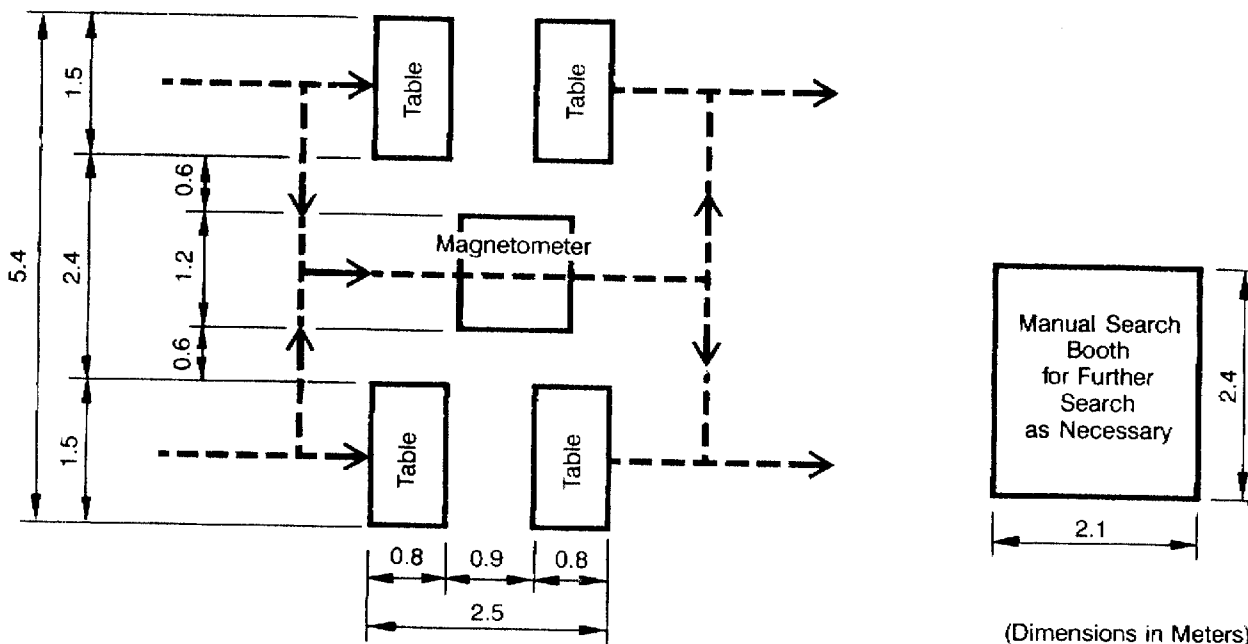 1.5
Table
Table
0.6
5.4
2.4
1.2
Magnetometer
0.6
1.5
Table
Table
Manual Search
Booth
for Further
Search
as Necessary
2.4
2.1
0.8
0.9
0.8
2.5
(Dimensions in Meters)